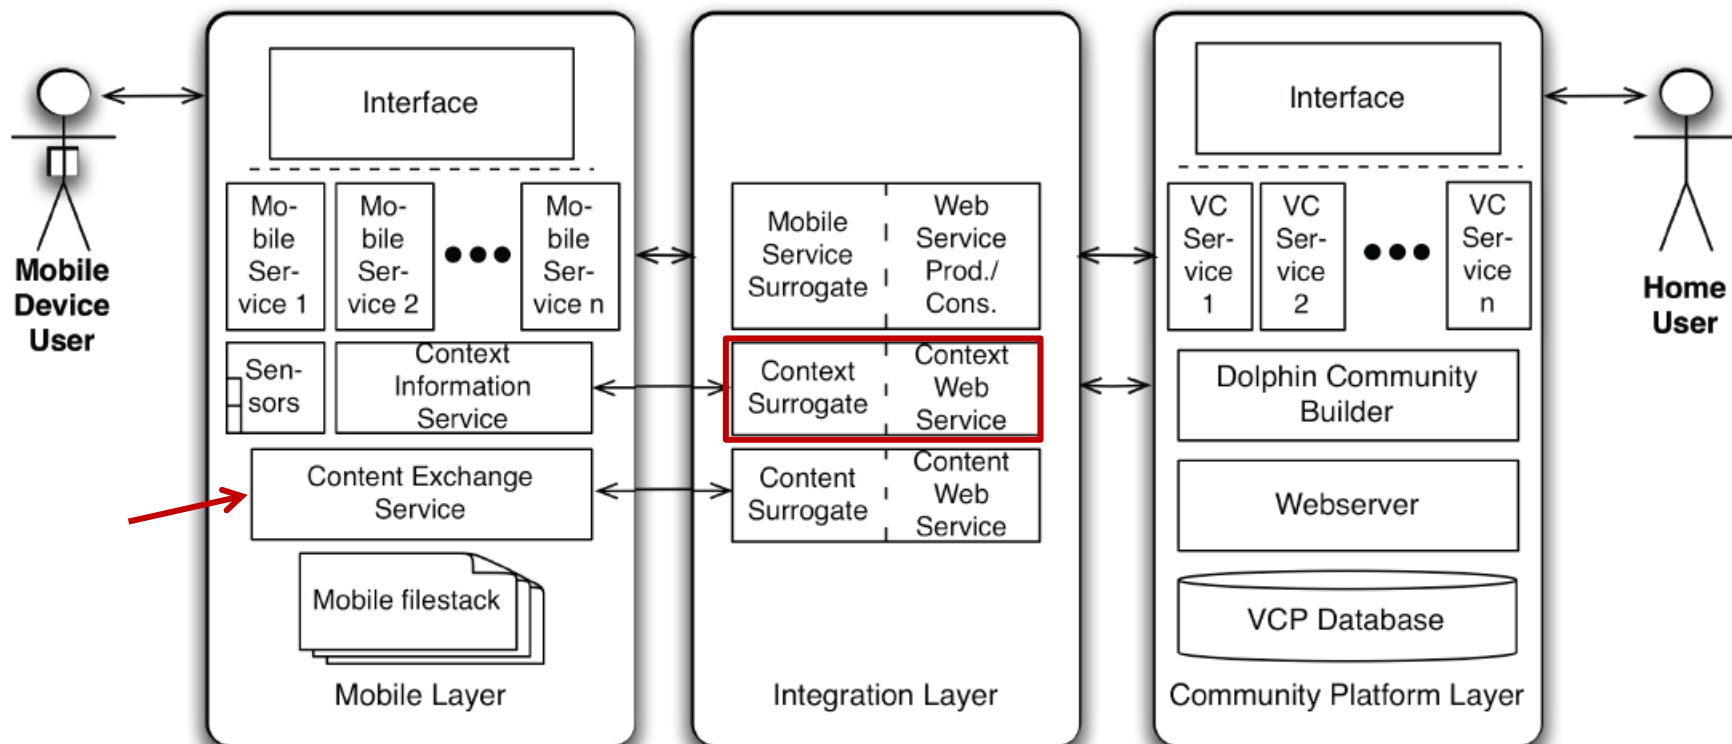 Mobile
Device
User
Interface
Mo-
bile
Ser-
vice 1
Mo-
bile
Ser-
vice 2
Mo-
bile
Ser-
vice n
Sen-
sors
Context
Information
Service
Content Exchange
Service
Mobile filestack
Mobile Layer
Mobile
Service
Surrogate
Web
Service
Prod./
Cons.
Context
Surrogate
Context
Web
Service
Content
Surrogate
Content
Web
Service
Integration Layer
Interface
VC
Ser-
vice
1
VC
Ser-
vice
2
VC
Ser-
vice
n
Dolphin Community
Builder
Webserver
VCP Database
Community Platform Layer
Home
User